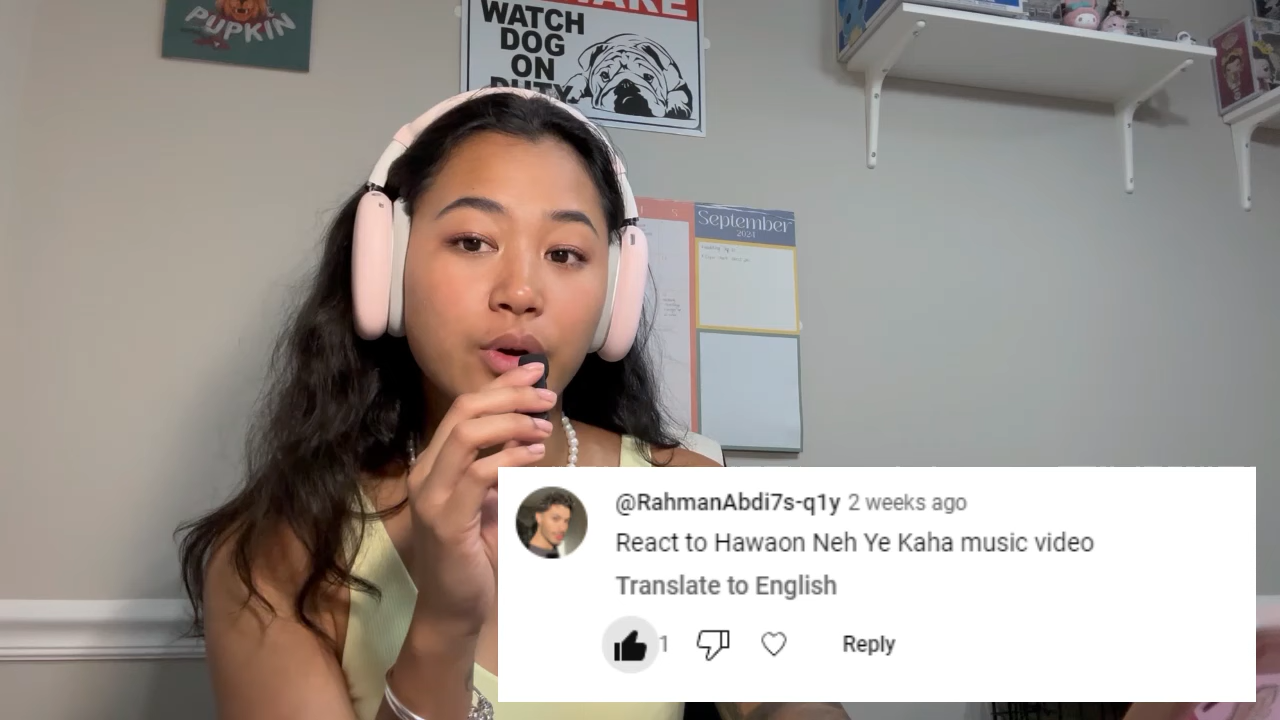 PUPKIN
WATCH
DOG
ON
DUTY
September
2024
@RahmanAbdi7s-q1y 2 weeks ago
React to Hawaon Neh Ye Kaha music video
Translate to English
1
Reply